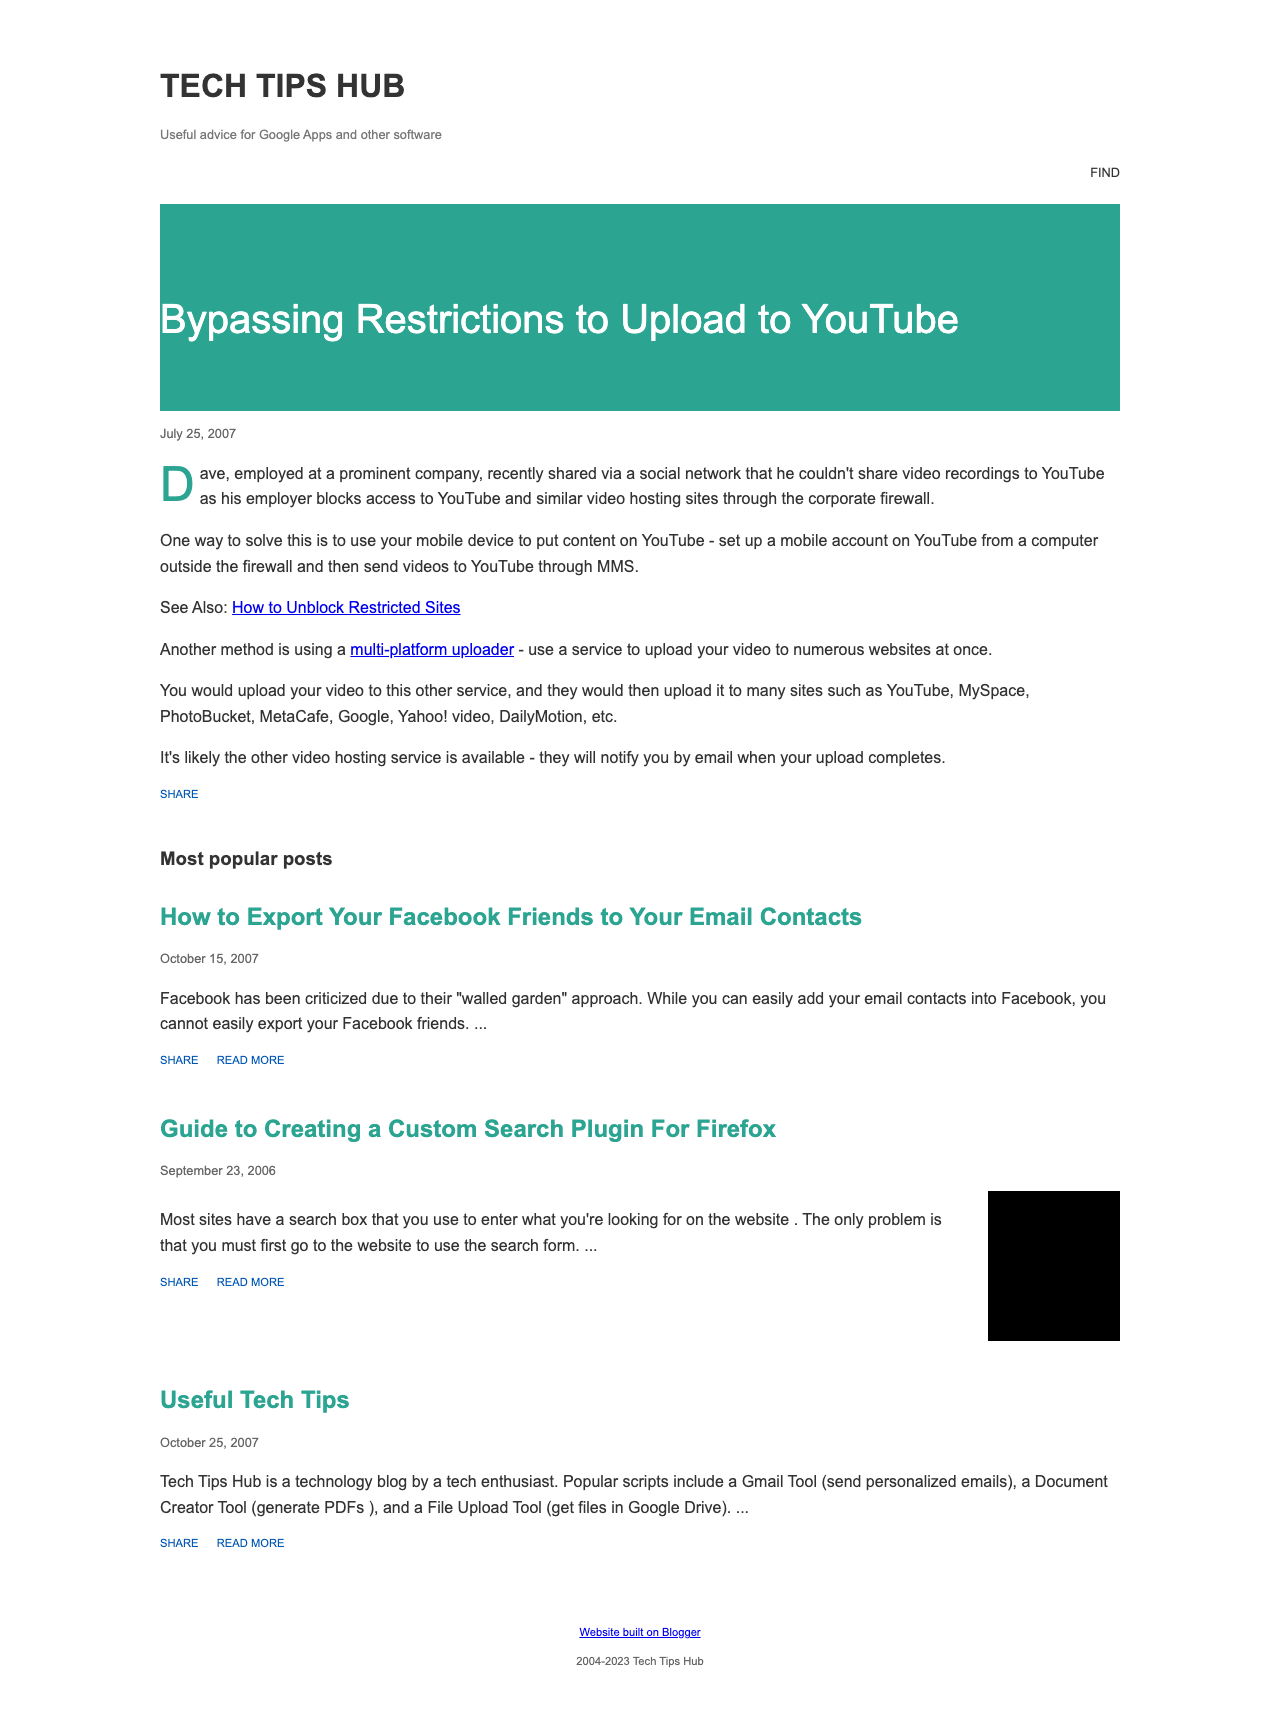 TECH TIPS HUB
Useful advice for Google Apps and other software
FIND
Bypassing Restrictions to Upload to YouTube
July 25, 2007
Dave, employed at a prominent company, recently shared via a social network that he couldn't share video recordings to YouTube
as his employer blocks access to YouTube and similar video hosting sites through the corporate firewall.
One way to solve this is to use your mobile device to put content on YouTube - set up a mobile account on YouTube from a computer
outside the firewall and then send videos to YouTube through MMS.
See Also: How to Unblock Restricted Sites
Another method is using a multi-platform uploader - use a service to upload your video to numerous websites at once.
You would upload your video to this other service, and they would then upload it to many sites such as YouTube, MySpace,
PhotoBucket, MetaCafe, Google, Yahoo! video, DailyMotion, etc.
It's likely the other video hosting service is available - they will notify you by email when your upload completes.
SHARE
Most popular posts
How to Export Your Facebook Friends to Your Email Contacts
October 15, 2007
Facebook has been criticized due to their "walled garden" approach. While you can easily add your email contacts into Facebook, you
cannot easily export your Facebook friends. ...
SHARE READ MORE
Guide to Creating a Custom Search Plugin For Firefox
September 23, 2006
Most sites have a search box that you use to enter what you're looking for on the website . The only problem is
that you must first go to the website to use the search form. ...
SHARE READ MORE
Useful Tech Tips
October 25, 2007
Tech Tips Hub is a technology blog by a tech enthusiast. Popular scripts include a Gmail Tool (send personalized emails), a Document
Creator Tool (generate PDFs ), and a File Upload Tool (get files in Google Drive). ...
SHARE READ MORE
Website built on Blogger
2004-2023 Tech Tips Hub